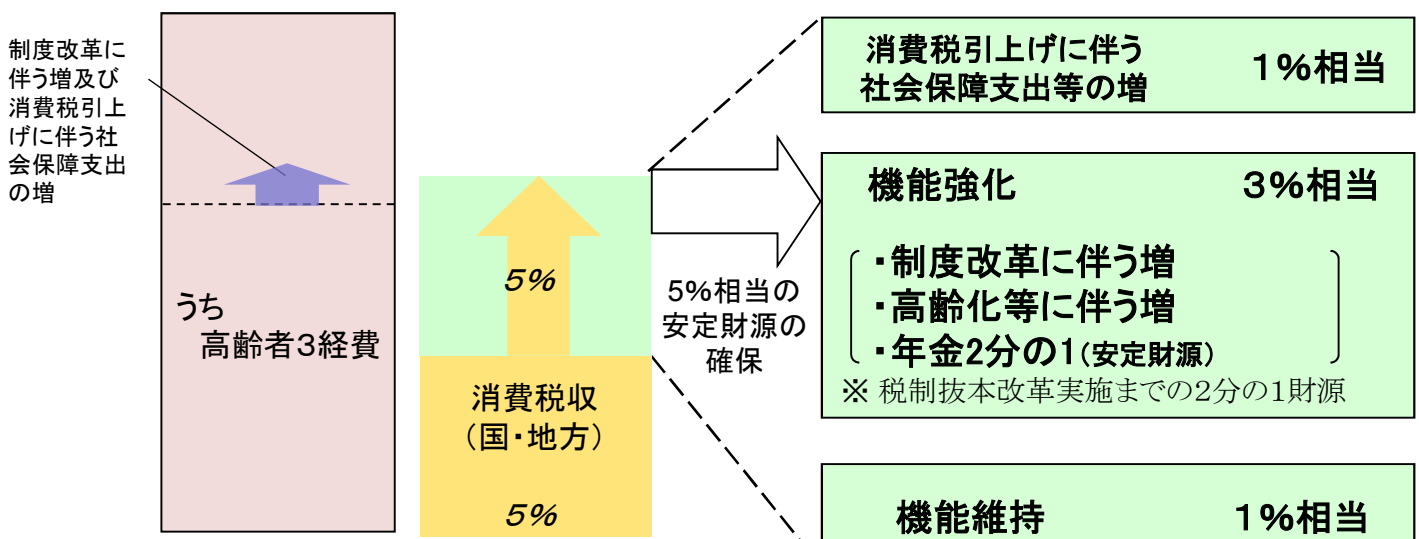 制度改革に
伴う増及び
消費税引上
げに伴う社
会保障支出
の増
うち
高齢者3経費
5%
消費税収
(国・地方)
5%
5%相当の
安定財源の
確保
消費税引上げに伴う
社会保障支出等の増
1%相当
機能強化 3%相当
・制度改革に伴う増
・高齢化等に伴う増
・年金2分の1(安定財源)
※ 税制抜本改革実施までの2分の1財源
機能維持 1%相当